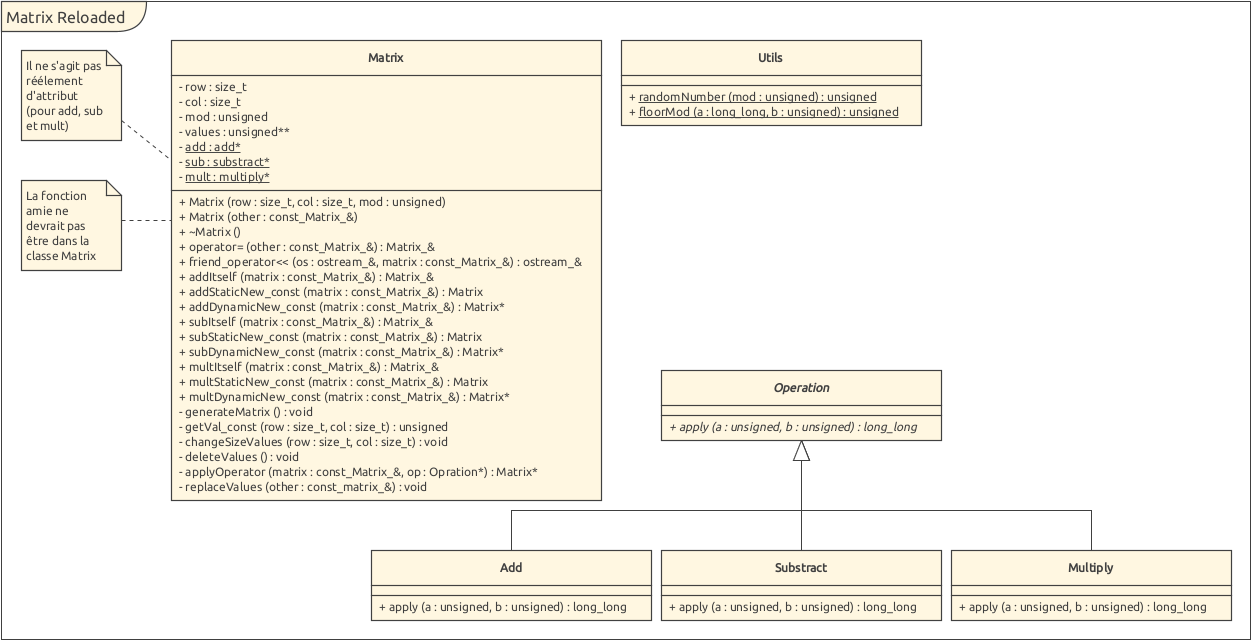 Matrix Reloaded
Il ne s'agit pas
réélement
d'attribut
(pour add, sub
et mult)
La fonction
amie ne
devrait pas
être dans la
classe Matrix
Matrix
- row : size_t
- col : size_t
- mod : unsigned
- values : unsigned**
- add : add*
- sub : substract*
- mult : multiply*
+ Matrix (row : size_t, col : size_t, mod : unsigned)
+ Matrix (other : const_Matrix_&)
+ ~Matrix ()
+ operator= (other : const_Matrix_&) : Matrix_&
+ friend_operator<< (os : ostream_&, matrix : const_Matrix_&) : ostream_&
+ addItself (matrix : const_Matrix_&) : Matrix_&
+ addStaticNew_const (matrix : const_Matrix_&) : Matrix
+ addDynamicNew_const (matrix : const_Matrix_&) : Matrix*
+ subItself (matrix : const_Matrix_&) : Matrix_&
+ subStaticNew_const (matrix : const_Matrix_&) : Matrix
+ subDynamicNew_const (matrix : const_Matrix_&) : Matrix*
+ multItself (matrix : const_Matrix_&) : Matrix_&
+ multStaticNew_const (matrix : const_Matrix_&) : Matrix
+ multDynamicNew_const (matrix : const_Matrix_&) : Matrix*
- generateMatrix () : void
- getVal_const (row : size_t, col : size_t) : unsigned
- changeSizeValues (row : size_t, col : size_t) : void
- deleteValues () : void
- applyOperator (matrix : const_Matrix_&, op : Opration*) : Matrix*
- replaceValues (other : const_matrix_&) : void
Utils
+ randomNumber (mod : unsigned) : unsigned
+ floorMod (a : long_long, b : unsigned) : unsigned
Operation
+ apply (a : unsigned, b : unsigned) : long_long
Add
+ apply (a : unsigned, b : unsigned) : long_long
Substract
+ apply (a : unsigned, b : unsigned) : long_long
Multiply
+ apply (a : unsigned, b : unsigned) : long_long